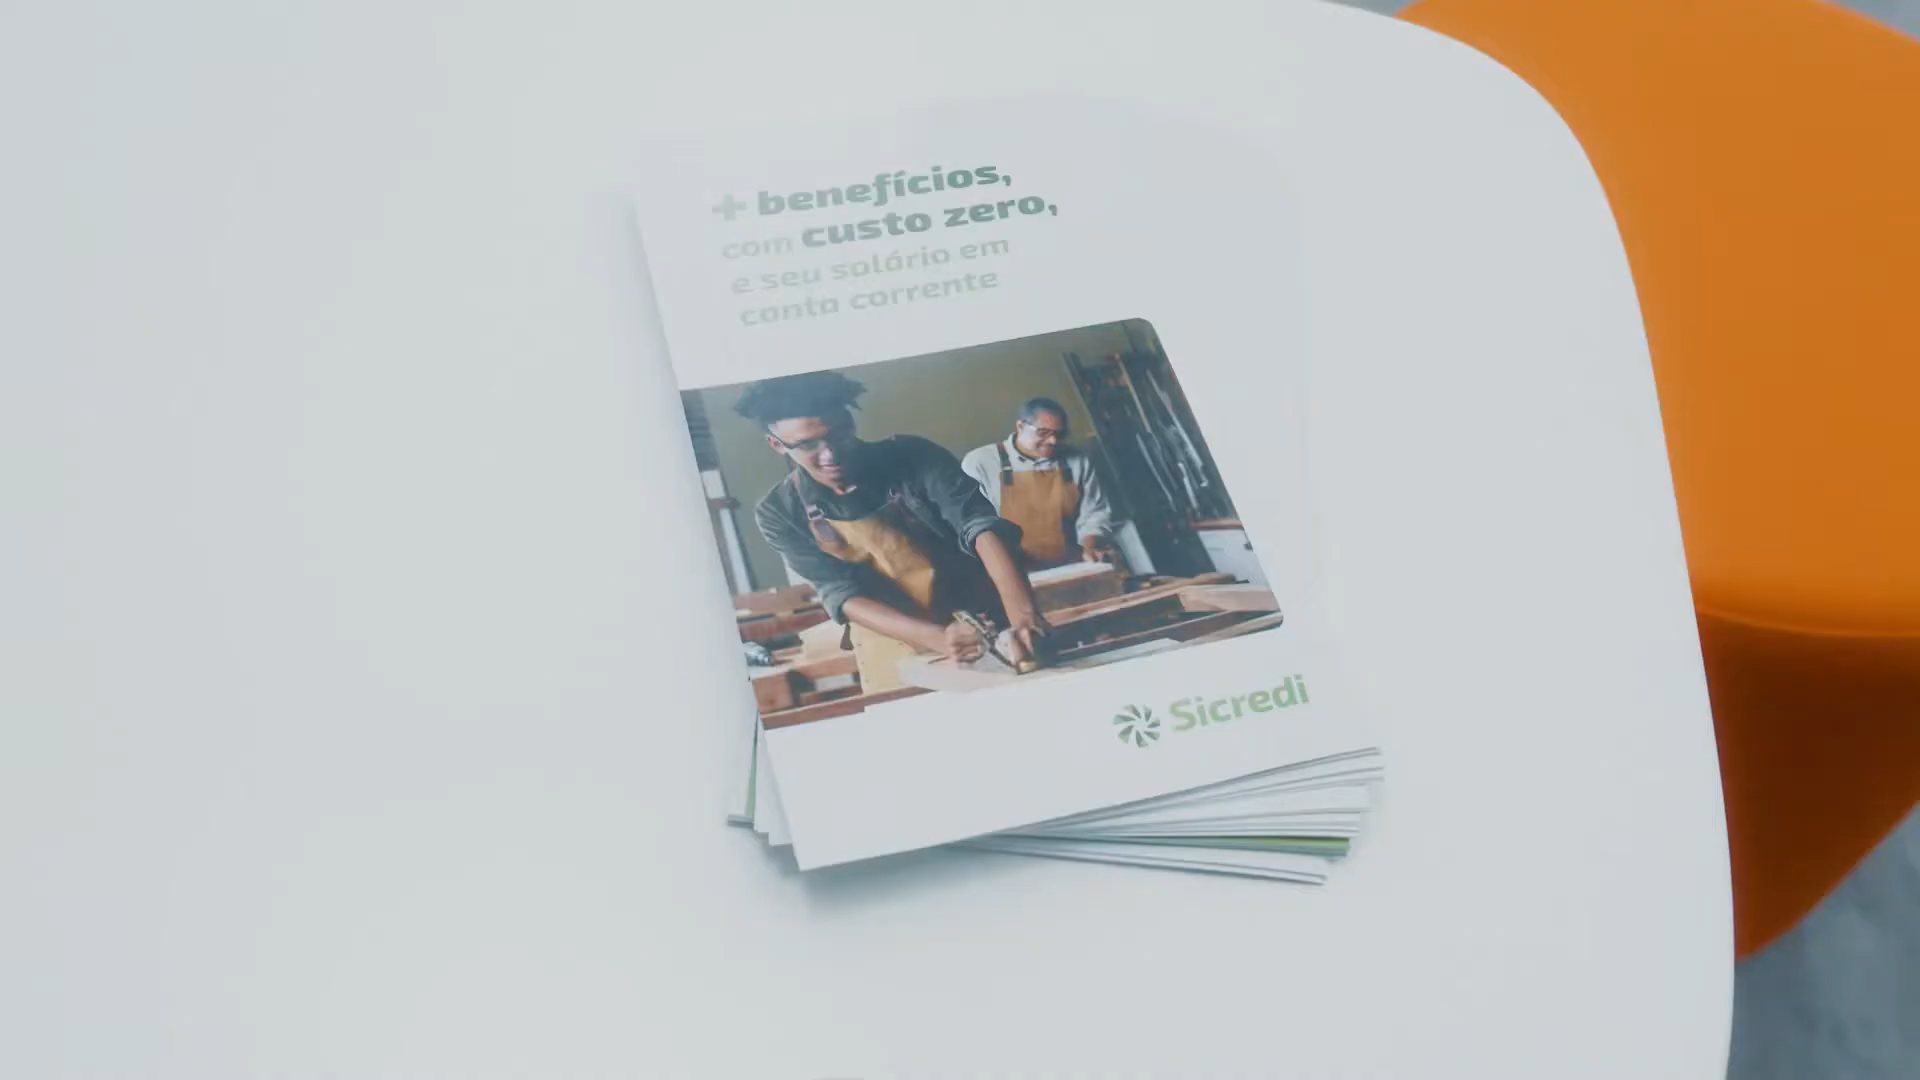 + benefícios,
com custo zero,
e seu salário em
conta corrente
Sicredi